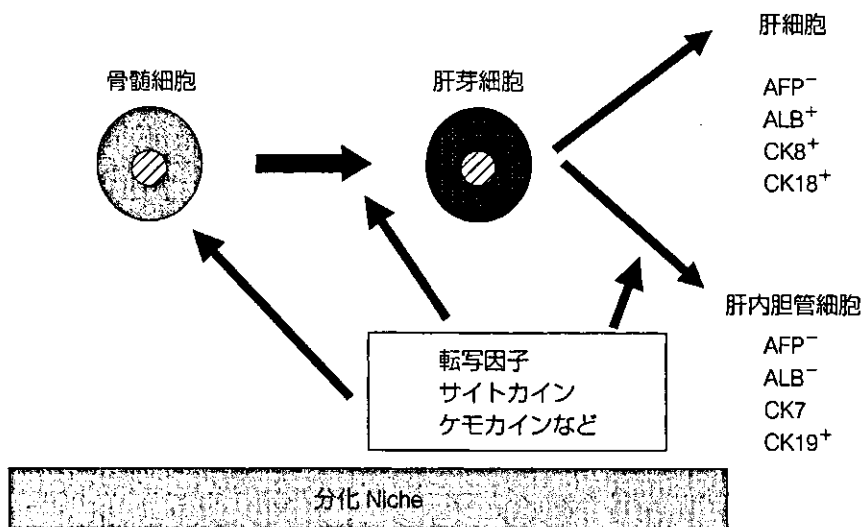 骨髄細胞
肝芽細胞
肝細胞
AFP⁻
ALB⁺
CK8⁺
CK18⁺
肝内胆管細胞
AFP⁻
ALB⁻
CK7
CK19⁺
転写因子
サイトカイン
ケモカインなど
分化 Niche